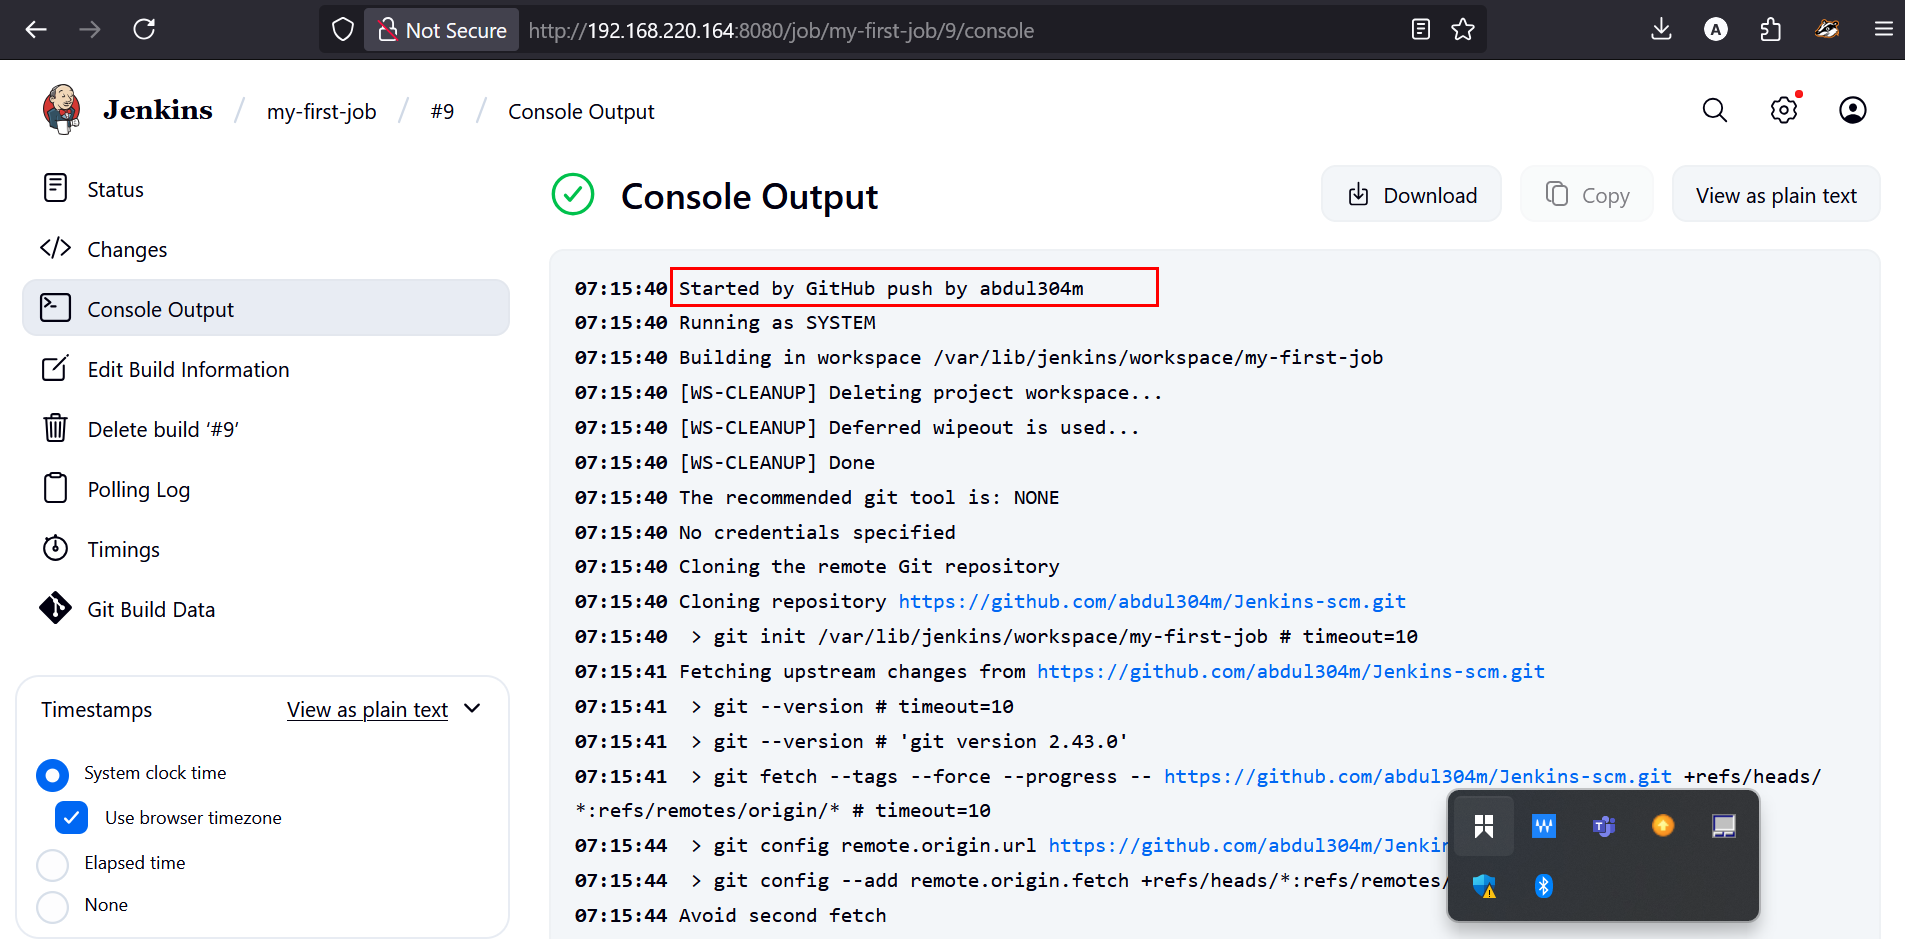 Not Secure http://192.168.220.164:8080/job/my-first-job/9/console
A
Jenkins / my-first-job / #9 / Console Output
Status
Changes
Console Output
Edit Build Information
Delete build ‘#9’
Polling Log
Timings
Git Build Data
Timestamps View as plain text
System clock time
Use browser timezone
Elapsed time
None
Console Output
Download
Copy
View as plain text
07:15:40 Started by GitHub push by abdul304m
07:15:40 Running as SYSTEM
07:15:40 Building in workspace /var/lib/jenkins/workspace/my-first-job
07:15:40 [WS-CLEANUP] Deleting project workspace...
07:15:40 [WS-CLEANUP] Deferred wipeout is used...
07:15:40 [WS-CLEANUP] Done
07:15:40 The recommended git tool is: NONE
07:15:40 No credentials specified
07:15:40 Cloning the remote Git repository
07:15:40 Cloning repository https://github.com/abdul304m/Jenkins-scm.git
07:15:40  > git init /var/lib/jenkins/workspace/my-first-job # timeout=10
07:15:41 Fetching upstream changes from https://github.com/abdul304m/Jenkins-scm.git
07:15:41  > git --version # timeout=10
07:15:41  > git --version # 'git version 2.43.0'
07:15:41  > git fetch --tags --force --progress -- https://github.com/abdul304m/Jenkins-scm.git +refs/heads/
*:refs/remotes/origin/* # timeout=10
07:15:44  > git config remote.origin.url https://github.com/abdul304m/Jenkin
07:15:44  > git config --add remote.origin.fetch +refs/heads/*:refs/remotes/
07:15:44 Avoid second fetch